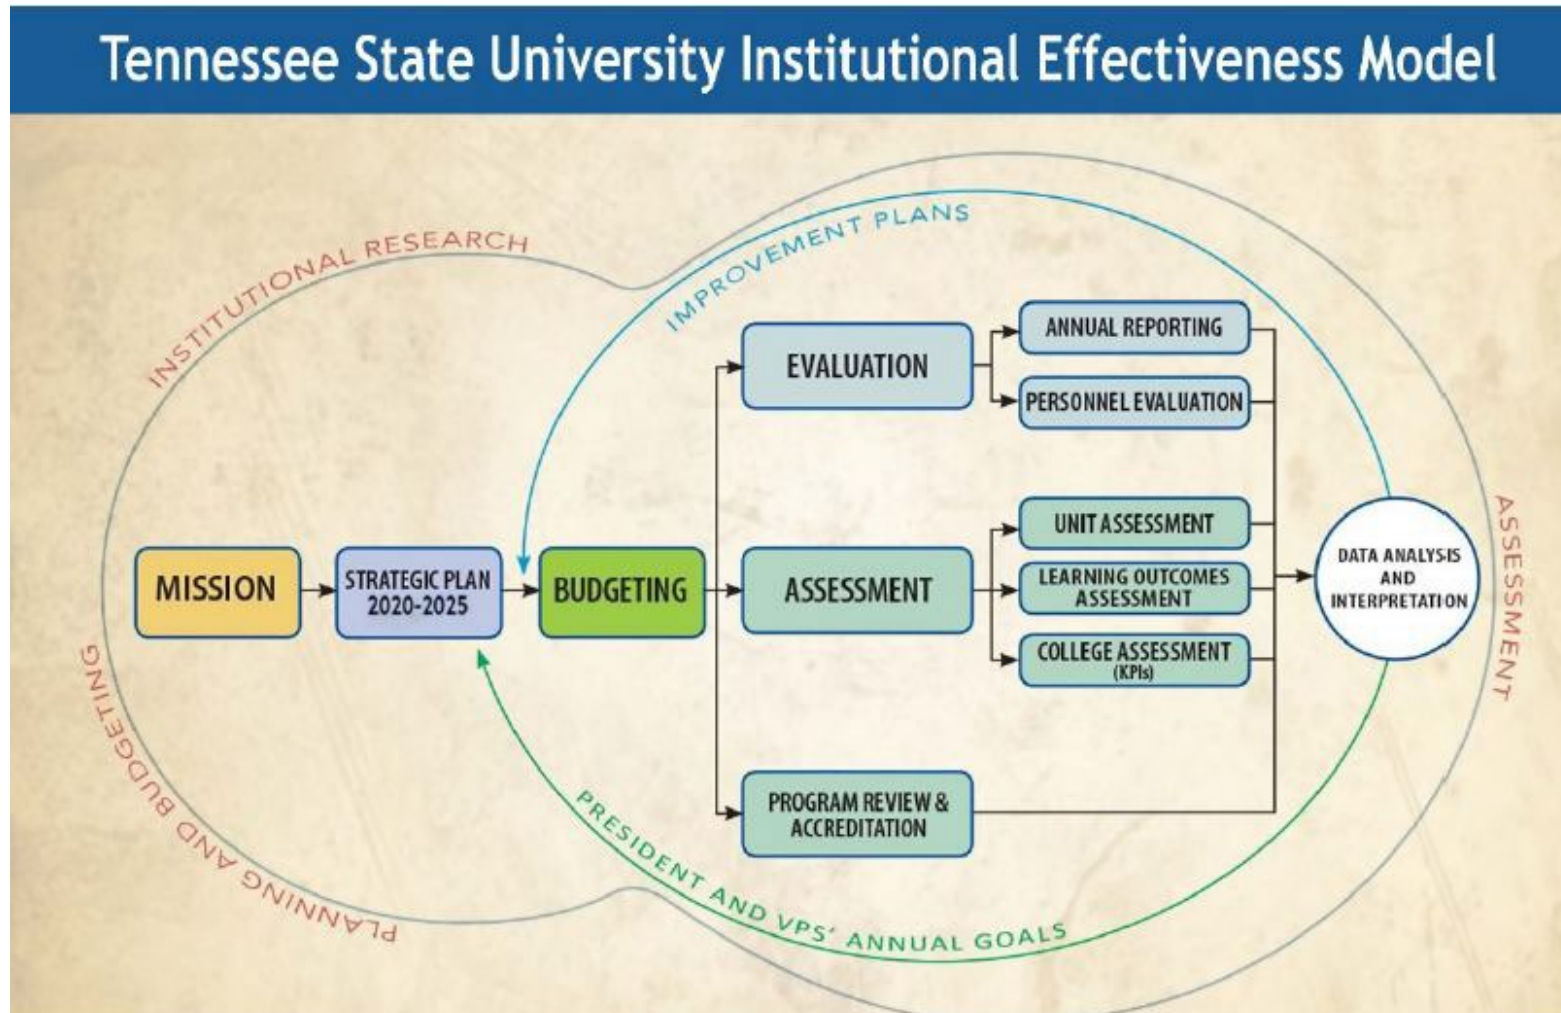 Tennessee State University Institutional Effectiveness Model
INSTITUTIONAL RESEARCH
IMPROVEMENT PLANS
EVALUATION
ANNUAL REPORTING
PERSONNEL EVALUATION
MISSION
STRATEGIC PLAN
2020-2025
BUDGETING
ASSESSMENT
UNIT ASSESSMENT
LEARNING OUTCOMES
ASSESSMENT
COLLEGE ASSESSMENT
(KPIs)
DATA ANALYSIS
AND
INTERPRETATION
ASSESSMENT
PROGRAM REVIEW &
ACCREDITATION
PLANNING AND BUDGETING
PRESIDENT AND VPS' ANNUAL GOALS